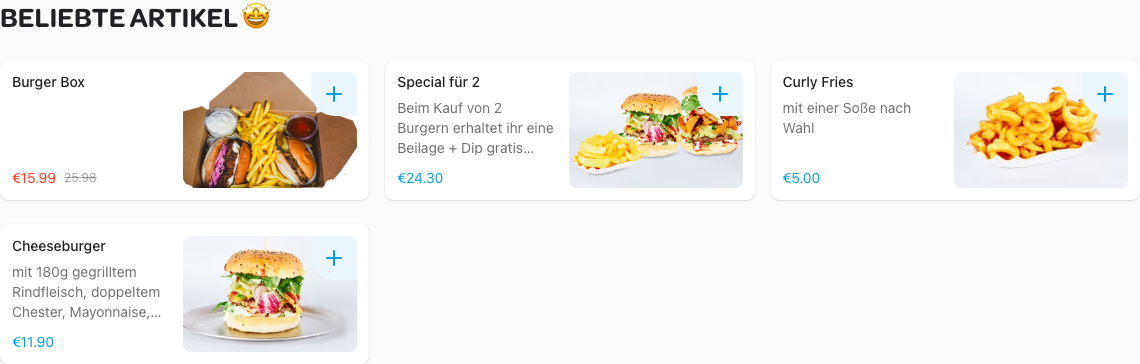 BELIEBTE ARTIKEL 🤩
Burger Box
€15.99 25.98
Special für 2
Beim Kauf von 2
Burgern erhaltet ihr eine
Beilage + Dip gratis...
€24.30
Curly Fries
mit einer Soße nach
Wahl
€5.00
Cheeseburger
mit 180g gegrilltem
Rindfleisch, doppeltem
Chester, Mayonnaise,...
€11.90